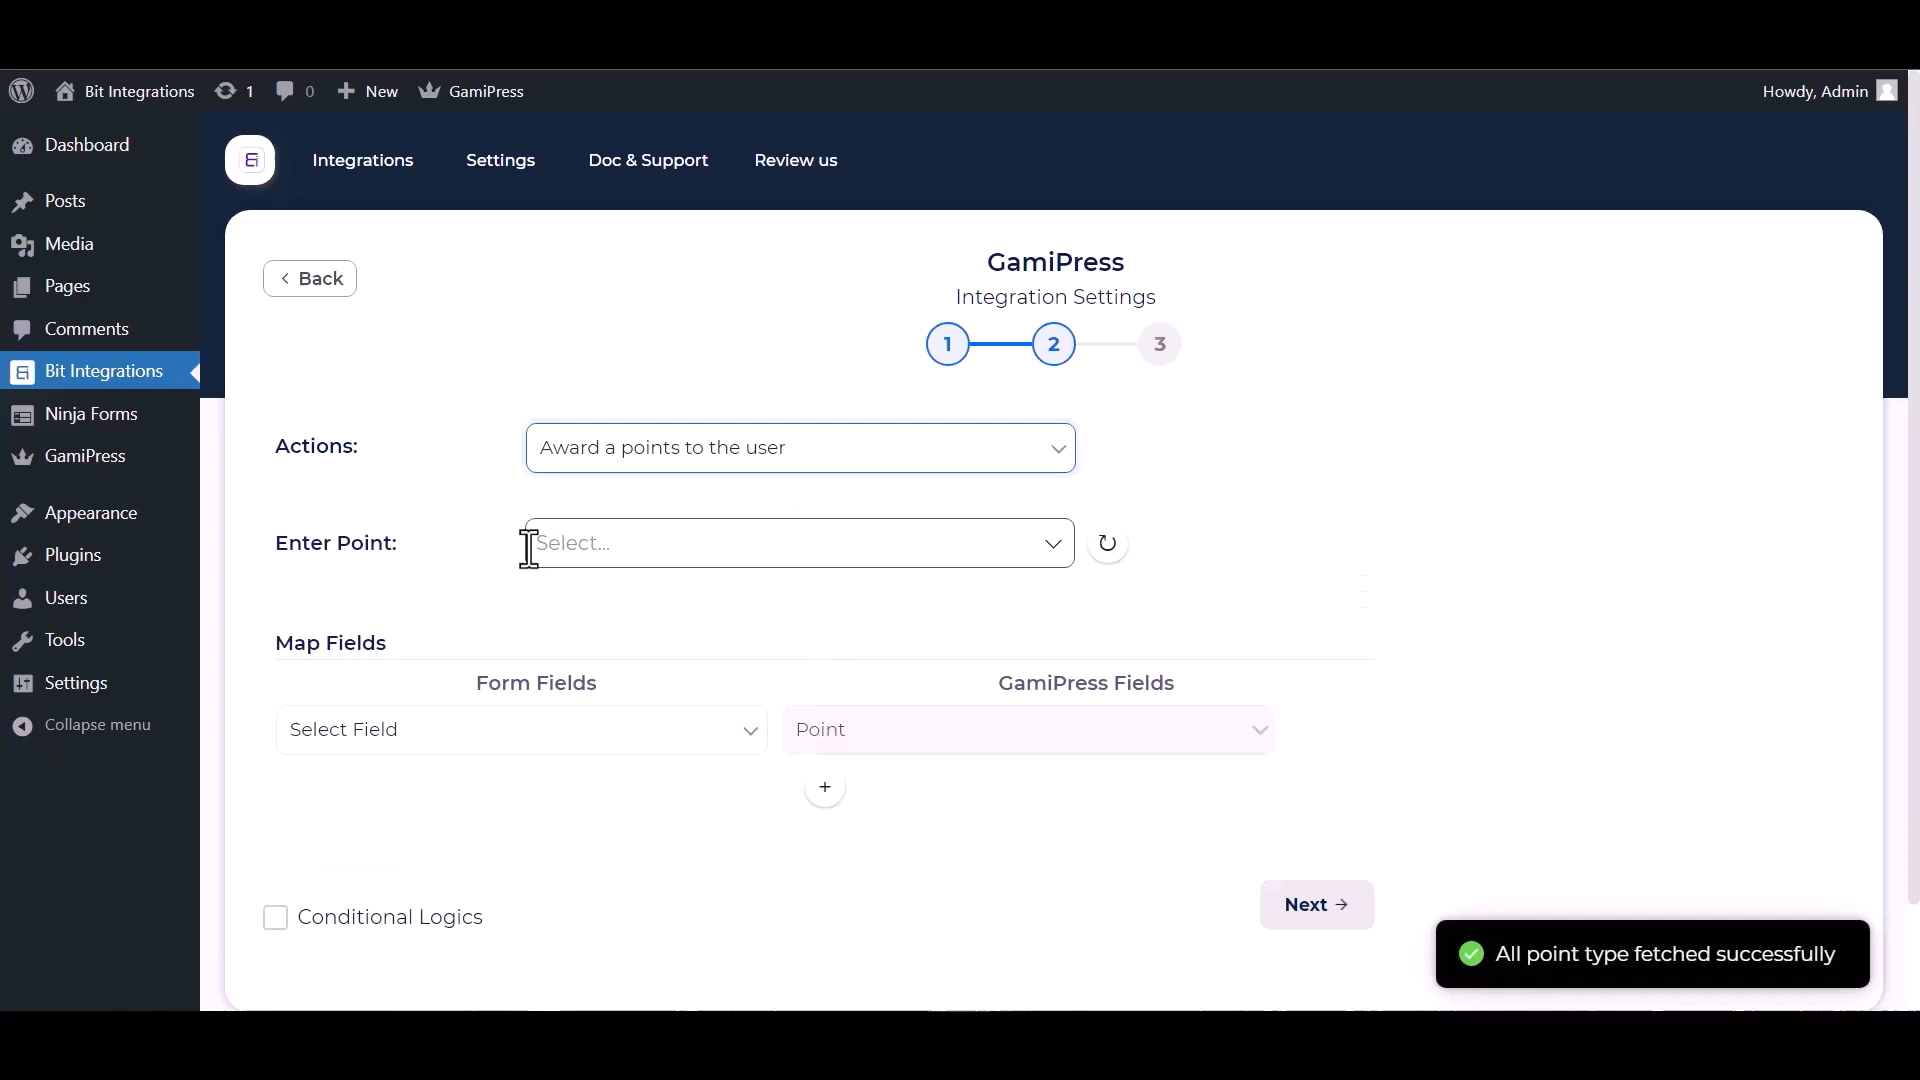 Bit Integrations 1 0 New GamiPress Howdy, Admin
Dashboard
Posts
Media
Pages
Comments
Bit Integrations
Ninja Forms
GamiPress
Appearance
Plugins
Users
Tools
Settings
Collapse menu
Integrations Settings Doc & Support Review us
Back
GamiPress
Integration Settings
1 2 3
Actions: Award a points to the user
Enter Point: Select...
Map Fields
Form Fields GamiPress Fields
Select Field Point
+
Conditional Logics
Next →
All point type fetched successfully